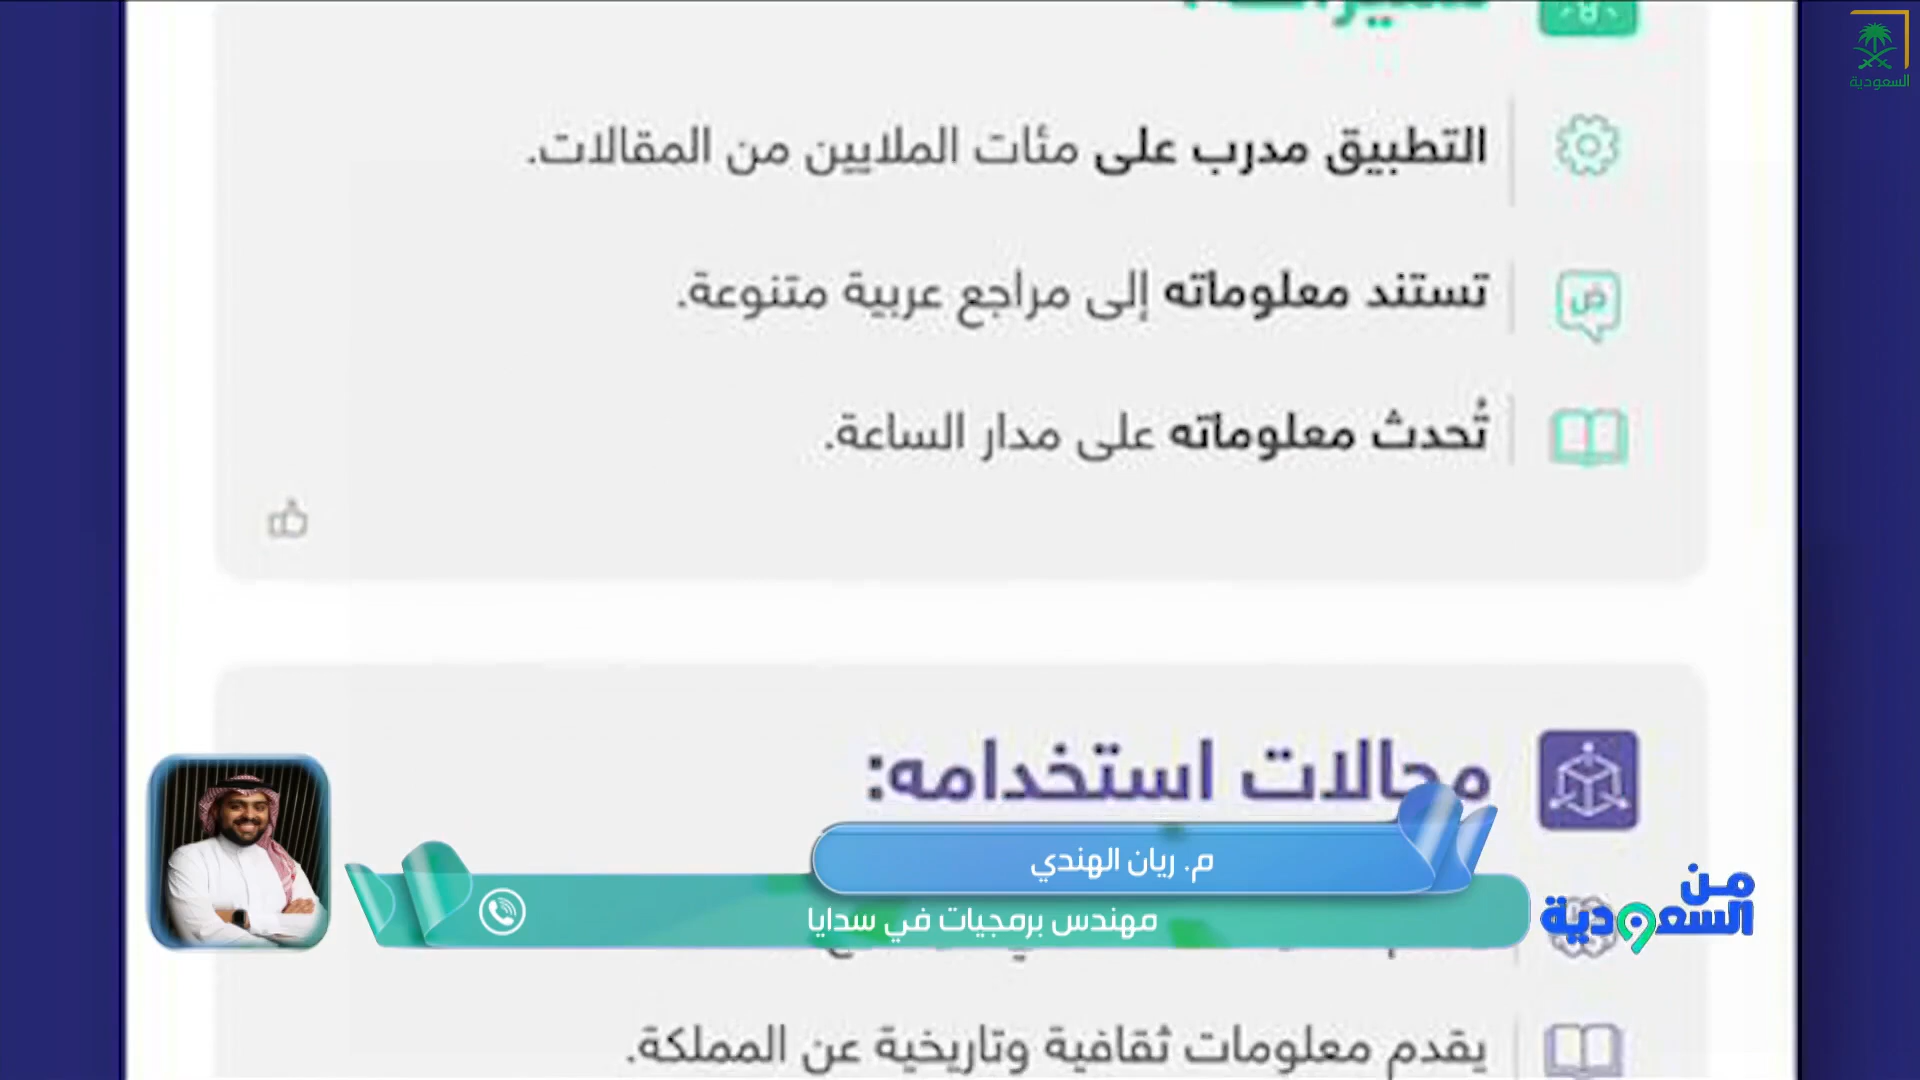 السعودية
التطبيق مدرب على مئات الملايين من المقالات.
ض
تستند معلوماته إلى مراجع عربية متنوعة.
تُحدث معلوماته على مدار الساعة.
مجالات استخدامه:
م. ريان الهندي
مهندس برمجيات في سدايا
من
السعودية
يقدم معلومات ثقافية وتاريخية عن المملكة.